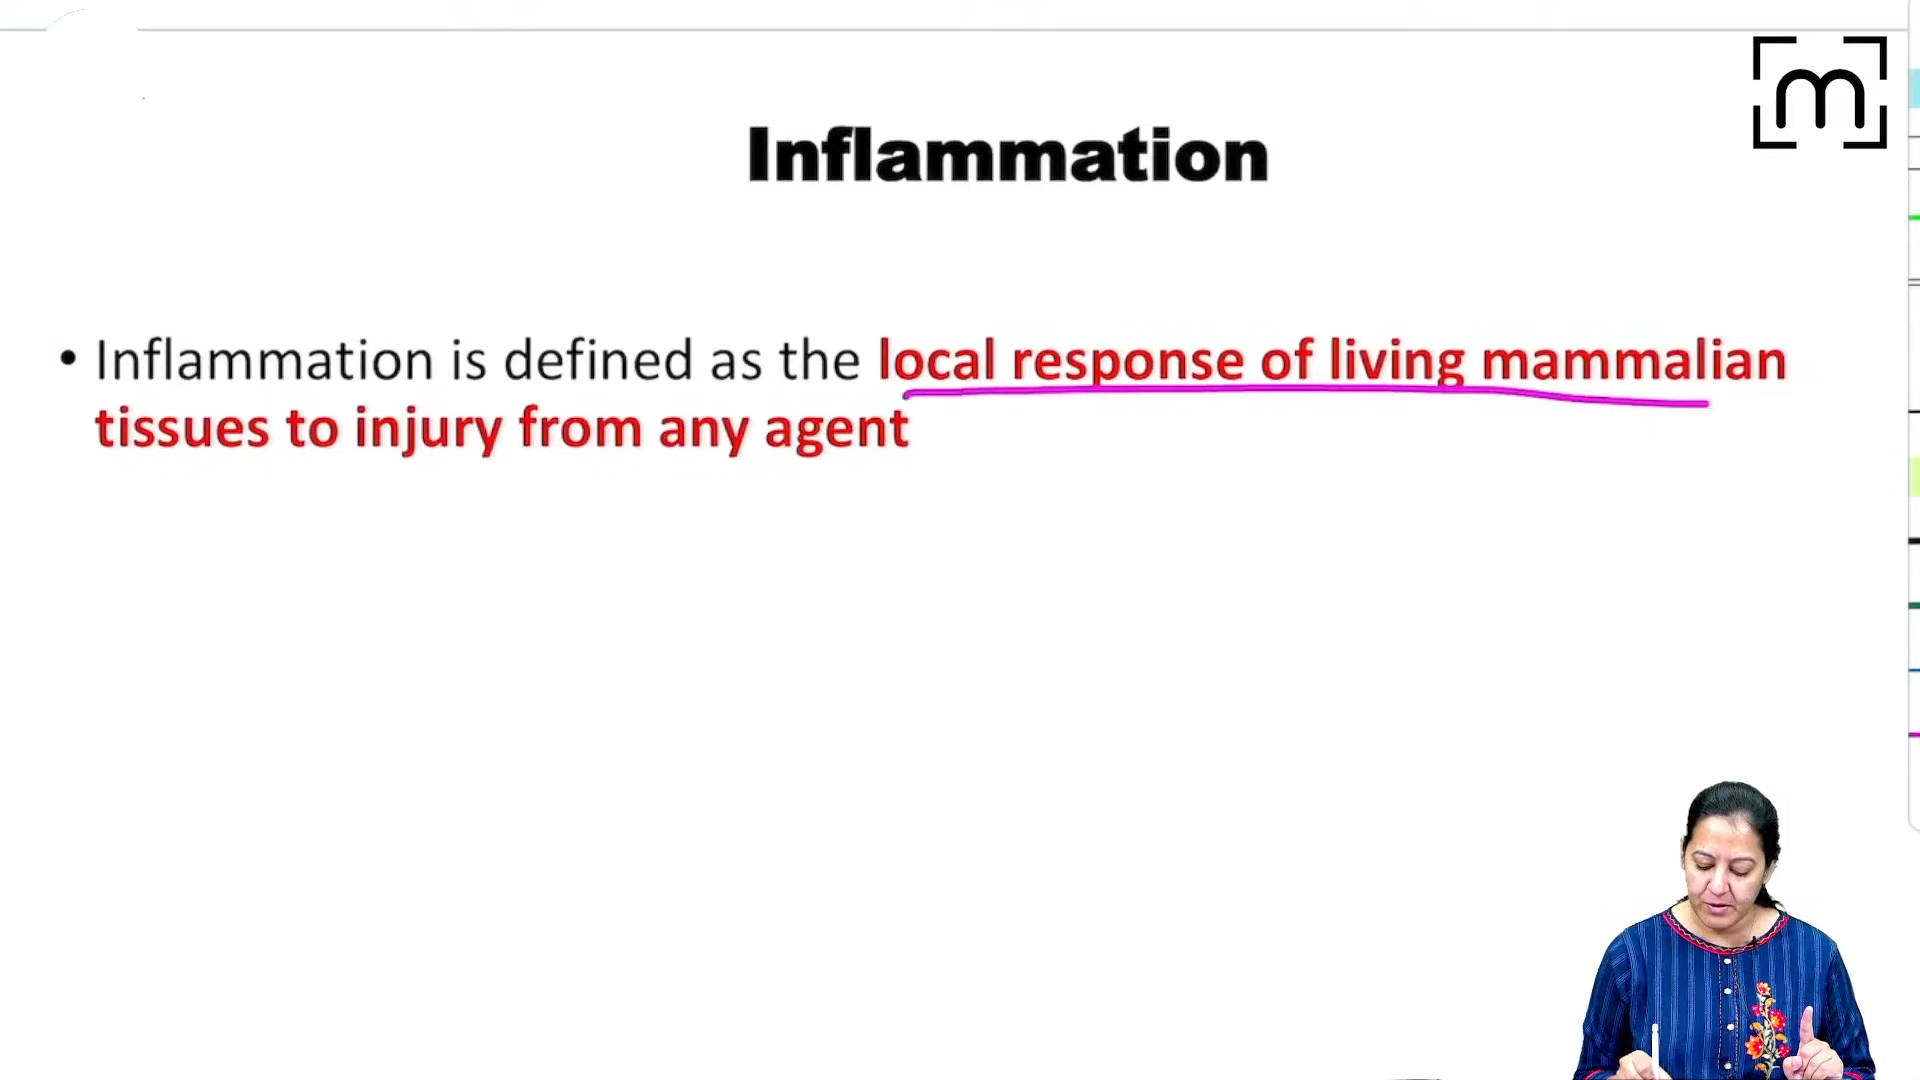 m
Inflammation
• Inflammation is defined as the local response of living mammalian
tissues to injury from any agent